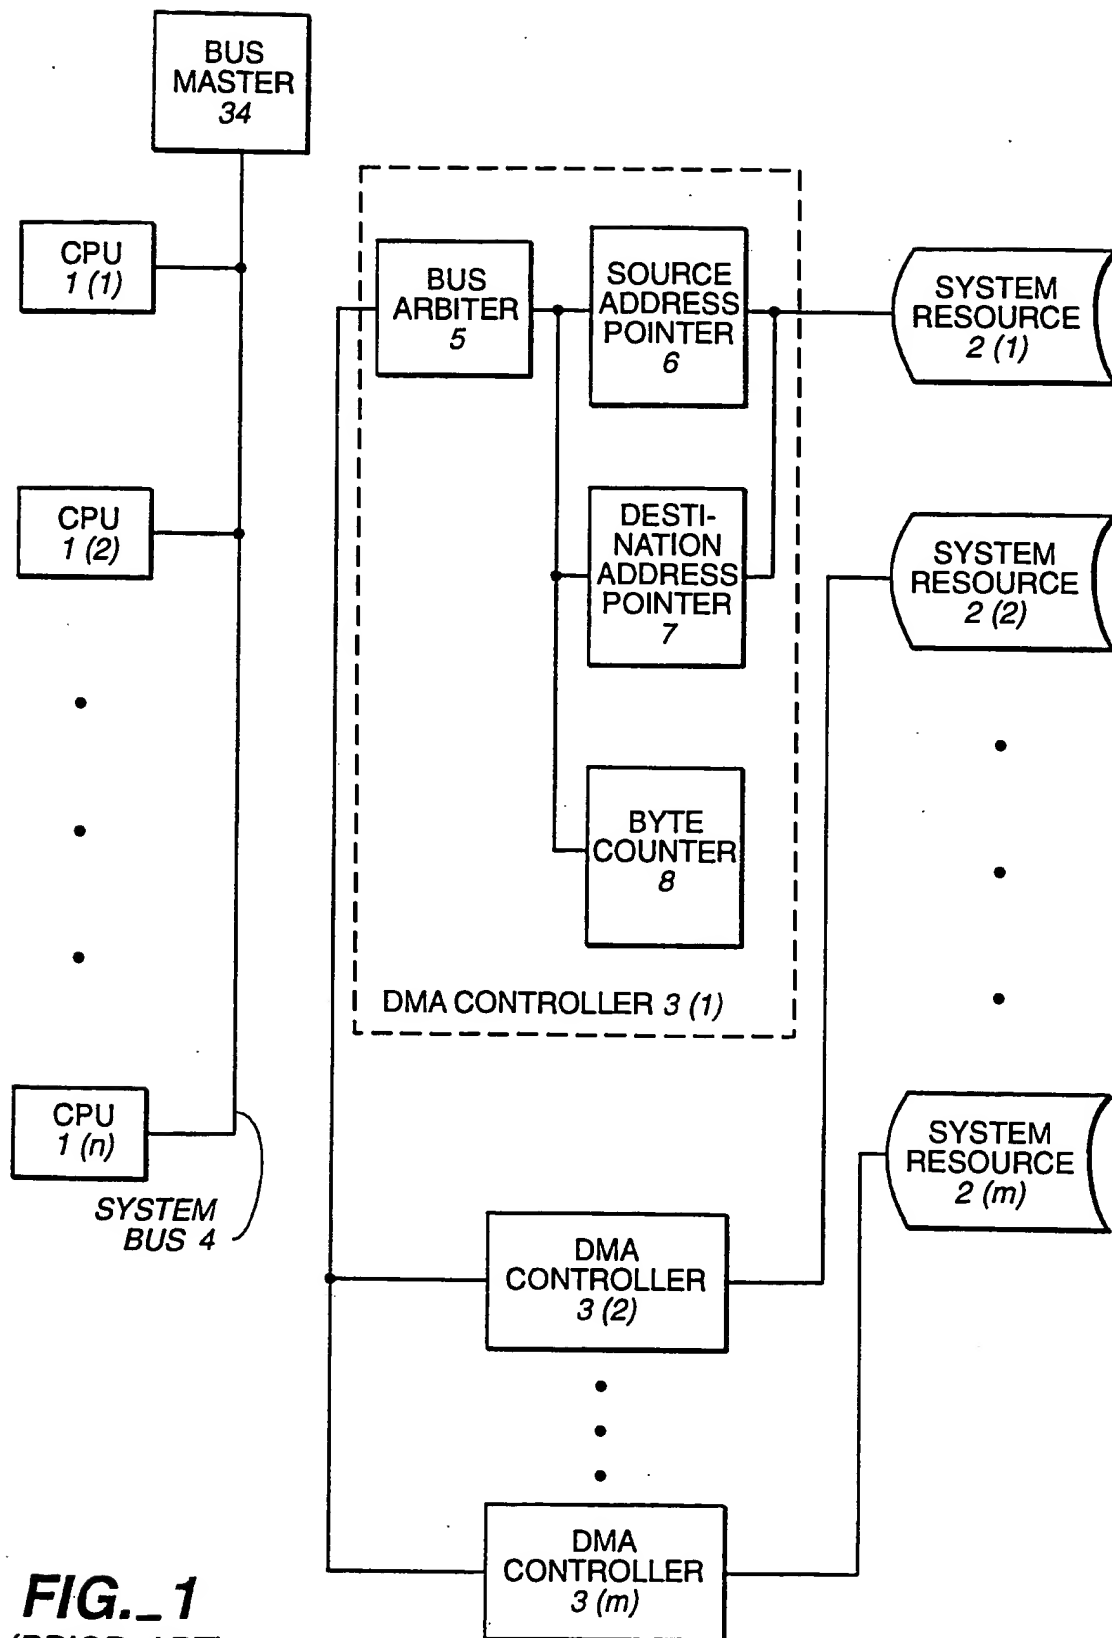 BUS
MASTER
34
CPU
1 (1)
BUS
ARBITER
5
SOURCE
ADDRESS
POINTER
6
SYSTEM
RESOURCE
2 (1)
CPU
1 (2)
DESTI-
NATION
ADDRESS
POINTER
7
SYSTEM
RESOURCE
2 (2)
BYTE
COUNTER
8
DMA CONTROLLER 3 (1)
CPU
1 (n)
SYSTEM
BUS 4
SYSTEM
RESOURCE
2 (m)
DMA
CONTROLLER
3 (2)
DMA
CONTROLLER
3 (m)
FIG._1
(PRIOR ART)